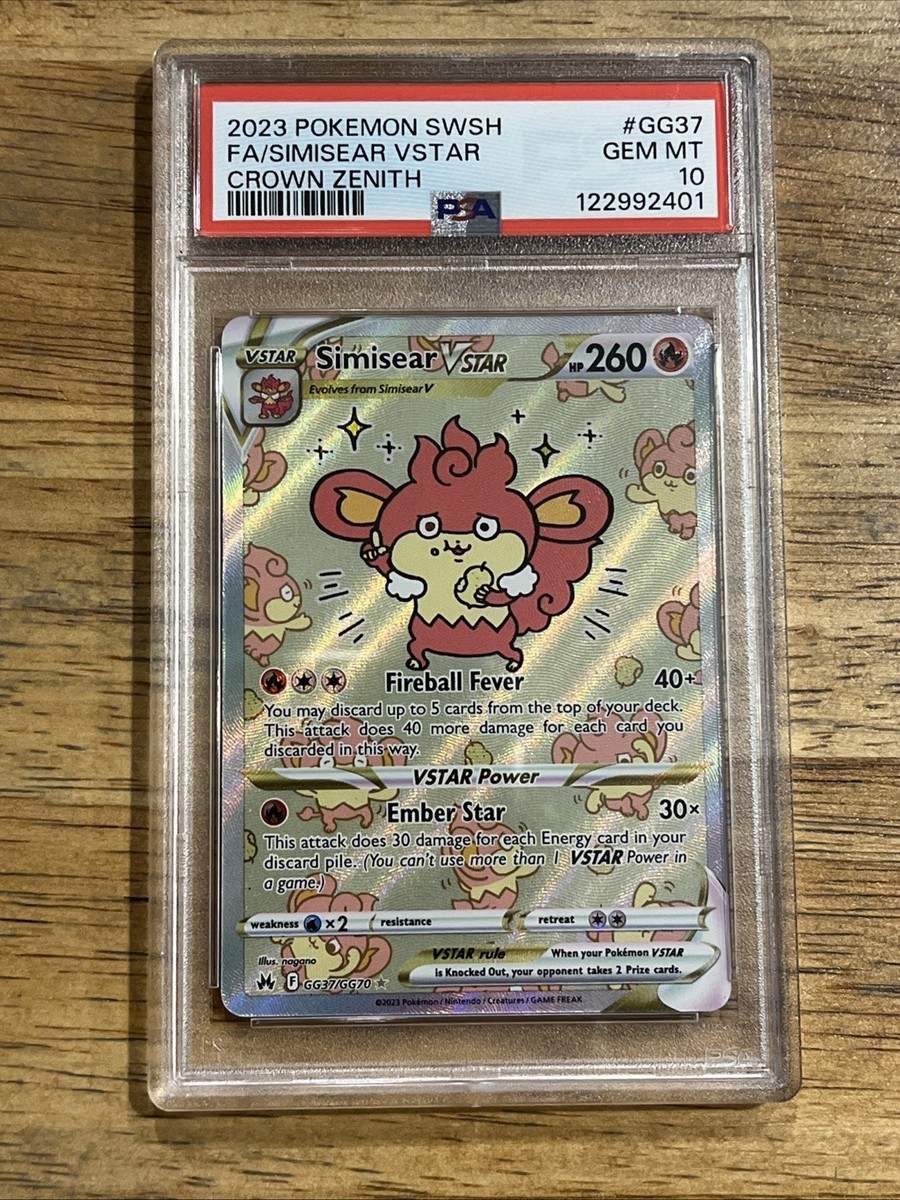 2023 POKEMON SWSH #GG37
FA/SIMISEAR VSTAR GEM MT
CROWN ZENITH 10
PSA 122992401
VSTAR Simisear VSTAR HP 260
Evolves from Simisear V
Fireball Fever 40+
You may discard up to 5 cards from the top of your deck.
This attack does 40 more damage for each card you
discarded in this way.
VSTAR Power
Ember Star 30×
This attack does 30 damage for each Energy card in your
discard pile. (You can't use more than 1 VSTAR Power in
a game.)
weakness ×2 resistance retreat
VSTAR rule When your Pokémon VSTAR
is Knocked Out, your opponent takes 2 Prize cards.
Illus. nagano
F GG37/GG70
©2023 Pokémon / Nintendo / Creatures / GAME FREAK
PSA